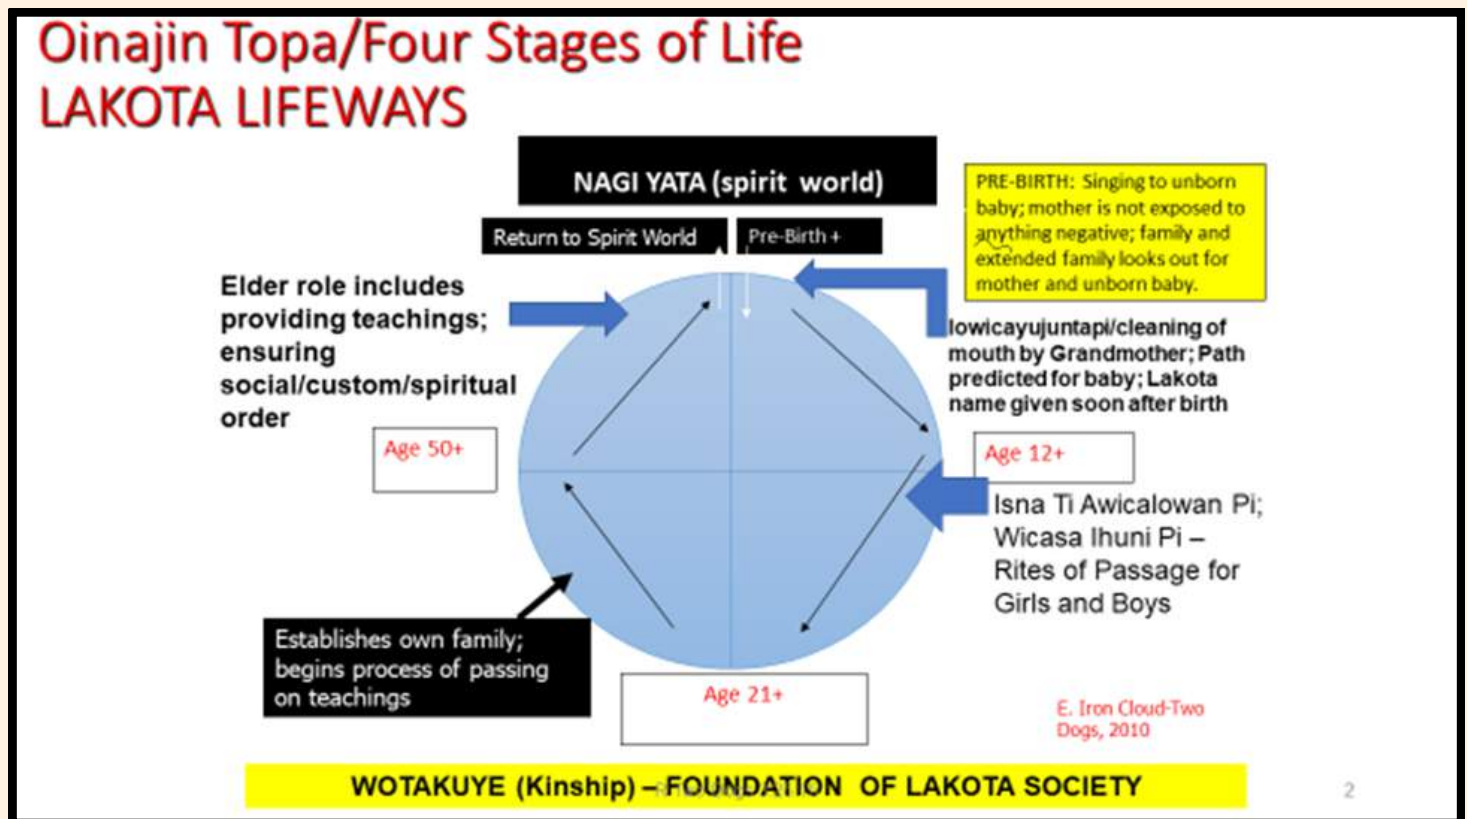 Oinajin Topa/Four Stages of Life
LAKOTA LIFEWAYS
NAGI YATA (spirit world)
Return to Spirit World
Pre-Birth +
PRE-BIRTH: Singing to unborn
baby; mother is not exposed to
anything negative; family and
extended family looks out for
mother and unborn baby.
Elder role includes
providing teachings;
ensuring
social/custom/spiritual
order
Iowicayujuntapi/cleaning of
mouth by Grandmother; Path
predicted for baby; Lakota
name given soon after birth
Age 50+
Age 12+
Isna Ti Awicalowan Pi;
Wicasa Ihuni Pi –
Rites of Passage for
Girls and Boys
Establishes own family;
begins process of passing
on teachings
Age 21+
E. Iron Cloud-Two
Dogs, 2010
WOTAKUYE (Kinship) – FOUNDATION OF LAKOTA SOCIETY
2